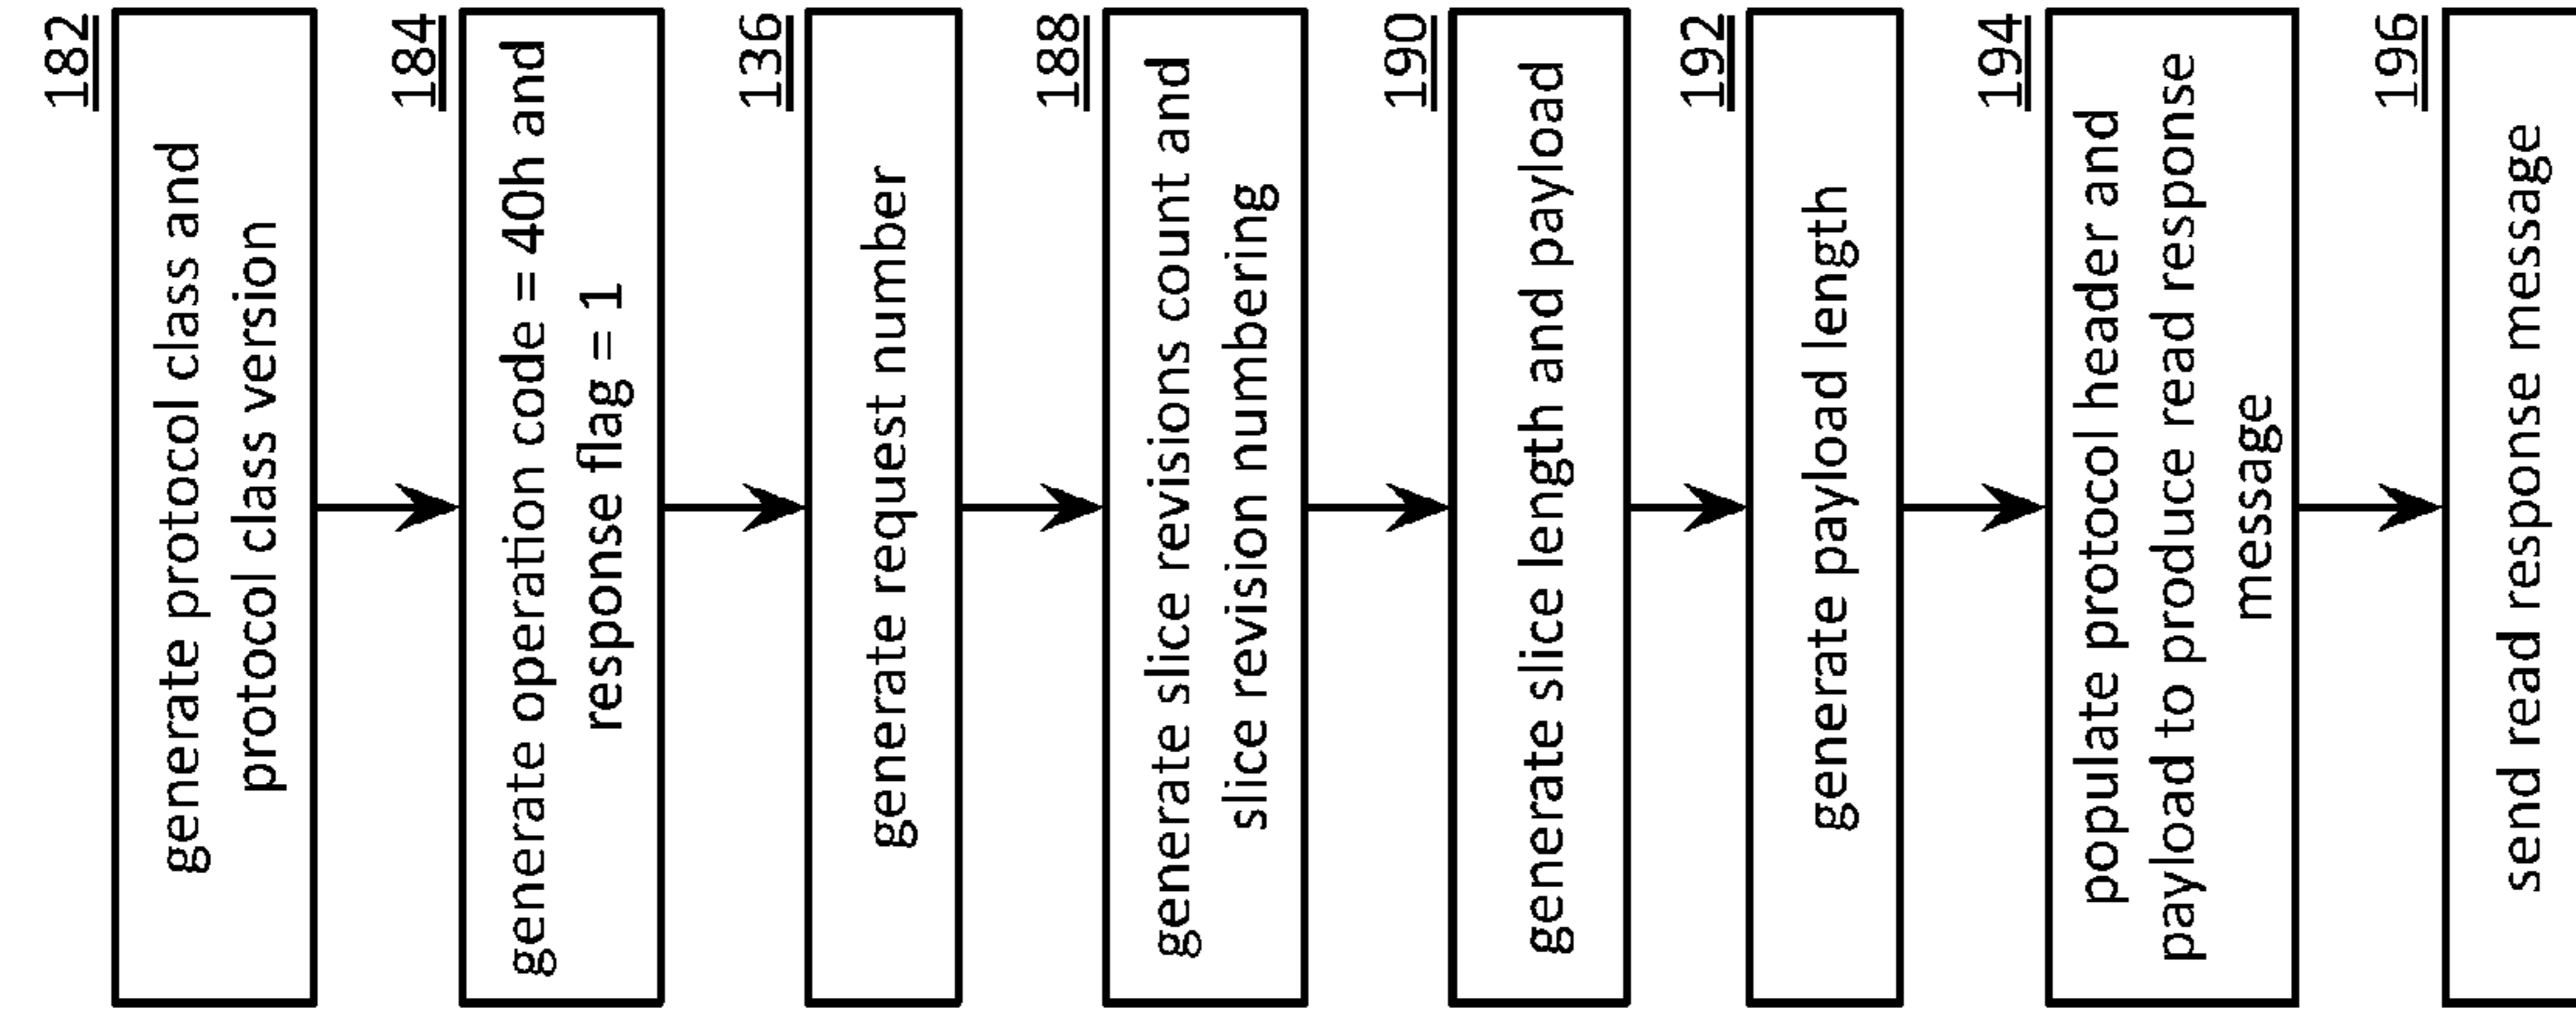 182
generate protocol class and
protocol class version
184
generate operation code = 40h and
response flag = 1
136
generate request number
188
generate slice revisions count and
slice revision numbering
190
generate slice length and payload
192
generate payload length
194
populate protocol header and
payload to produce read response
message
196
send read response message